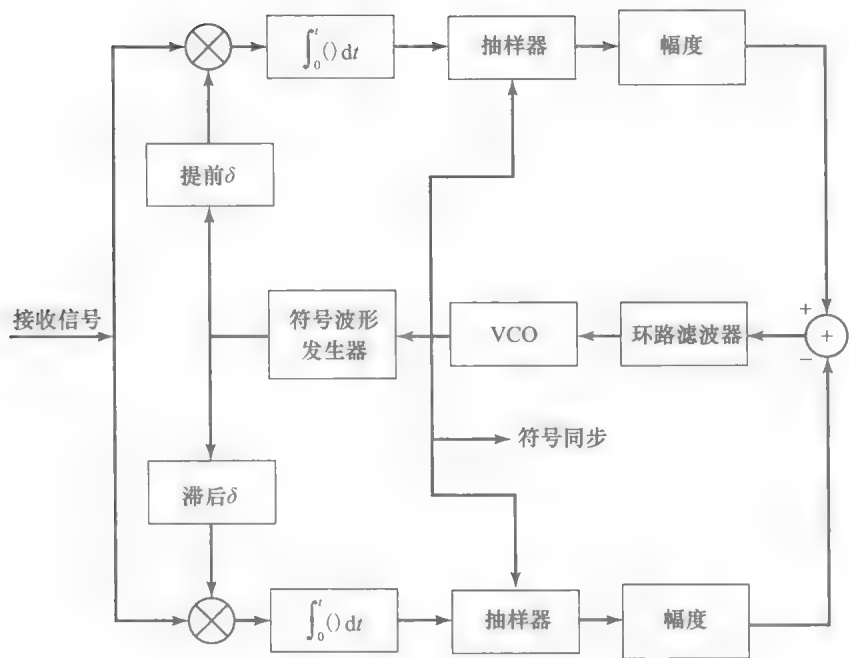 ∫₀ᵗ() dt
抽样器
幅度
提前δ
接收信号
符号波形
发生器
VCO
环路滤波器
+
+
−
符号同步
滞后δ
∫₀ᵗ() dt
抽样器
幅度